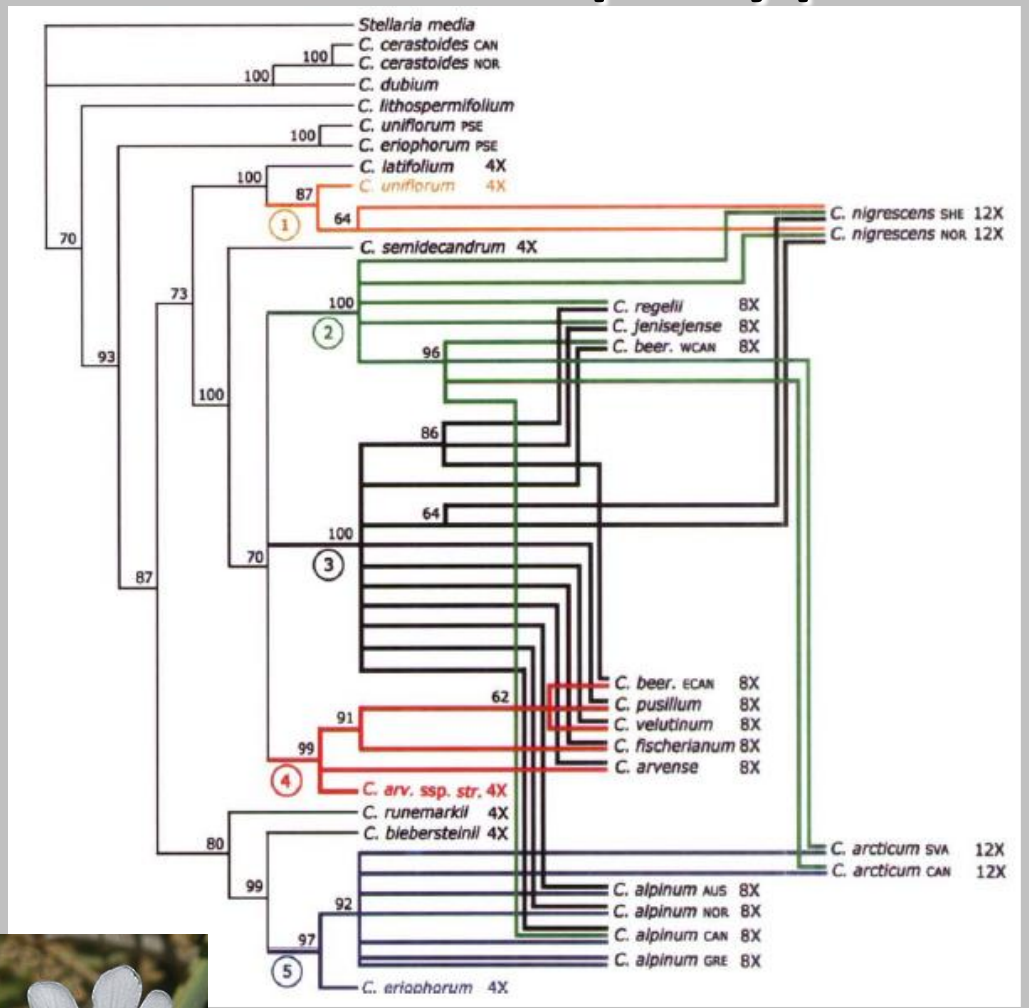 Stellaria media
C. cerastoides CAN
100
C. cerastoides NOR
100
C. dubium
C. lithospermifolium
C. uniflorum PSE
100
C. eriophorum PSE
C. latifolium 4X
100
87
C. uniflorum 4X
1
64
C. nigrescens SHE 12X
C. nigrescens NOR 12X
70
C. semidecandrum 4X
73
100
2
C. regelii 8X
C. jenisejense 8X
96
C. beer. WCAN 8X
93
100
86
64
100
3
70
87
C. beer. ECAN 8X
62
C. pusillum 8X
91
C. velutinum 8X
99
C. fischerianum 8X
4
C. arvense 8X
C. arv. ssp. str. 4X
C. runemarkii 4X
C. biebersteinii 4X
80
C. arcticum SVA 12X
C. arcticum CAN 12X
99
92
C. alpinum AUS 8X
C. alpinum NOR 8X
97
C. alpinum CAN 8X
5
C. alpinum GRE 8X
C. eriophorum 4X